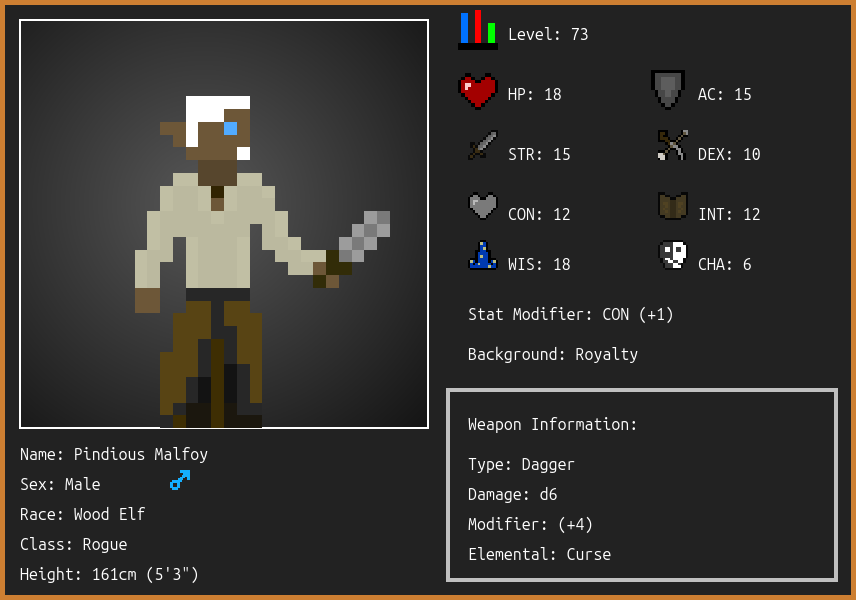 Level: 73
HP: 18
AC: 15
STR: 15
DEX: 10
CON: 12
INT: 12
WIS: 18
CHA: 6
Stat Modifier: CON (+1)
Background: Royalty
Weapon Information:
Type: Dagger
Damage: d6
Modifier: (+4)
Elemental: Curse
Name: Pindious Malfoy
Sex: Male
Race: Wood Elf
Class: Rogue
Height: 161cm (5'3")